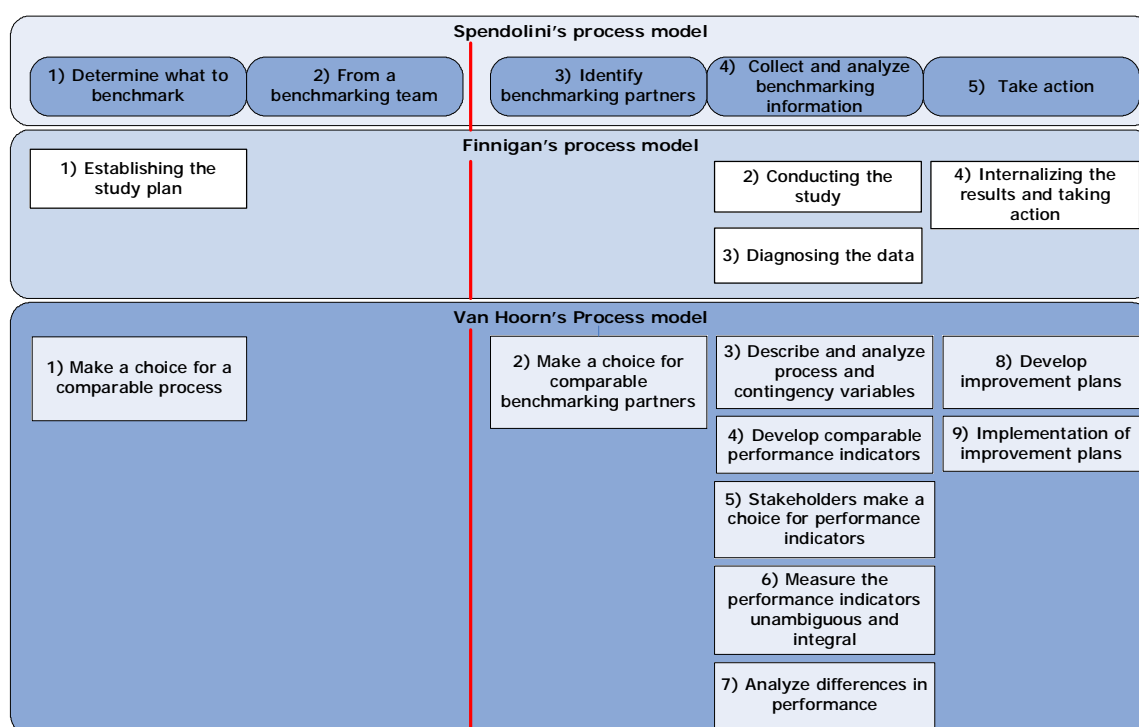 Spendolini's process model
1) Determine what to
benchmark
2) From a
benchmarking team
3) Identify
benchmarking partners
4) Collect and analyze
benchmarking
information
5) Take action
Finnigan's process model
1) Establishing the
study plan
2) Conducting the
study
3) Diagnosing the data
4) Internalizing the
results and taking
action
Van Hoorn's Process model
1) Make a choice for a
comparable process
2) Make a choice for
comparable
benchmarking partners
3) Describe and analyze
process and
contingency variables
4) Develop comparable
performance indicators
5) Stakeholders make a
choice for performance
indicators
6) Measure the
performance indicators
unambiguous and
integral
7) Analyze differences in
performance
8) Develop
improvement plans
9) Implementation of
improvement plans